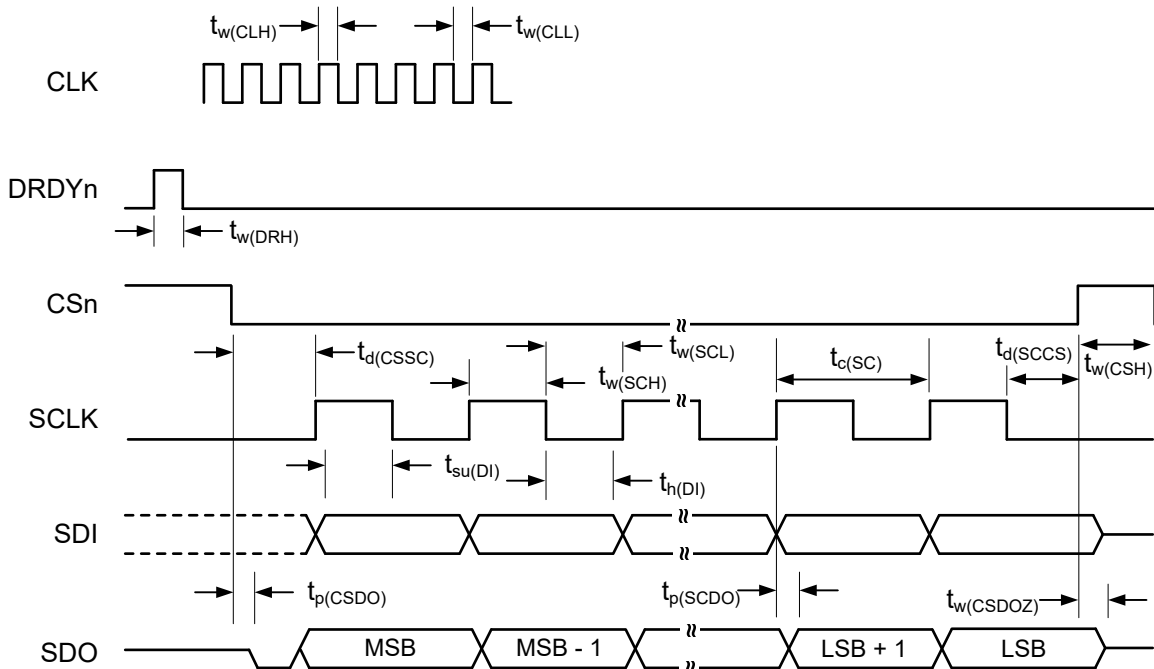 tw(CLH) tw(CLL)
CLK
DRDYn
tw(DRH)
CSn
td(CSSC) tw(SCL) tc(SC) td(SCCS) tw(CSH)
tw(SCH)
SCLK
tsu(DI) th(DI)
SDI
tp(CSDO) tp(SCDO) tw(CSDOZ)
SDO MSB MSB - 1 LSB + 1 LSB